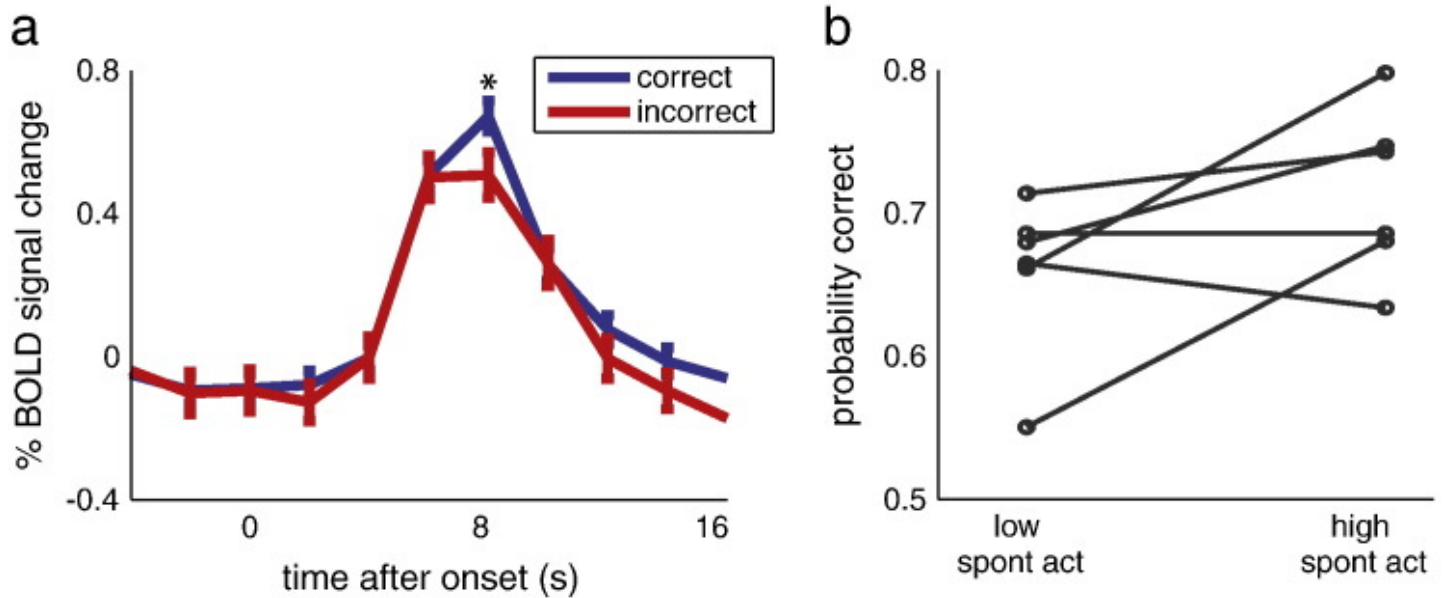 a
% BOLD signal change
0.8
0.4
0
-0.4
*
correct
incorrect
0
8
16
time after onset (s)
b
probability correct
0.8
0.7
0.6
0.5
low
spont act
high
spont act